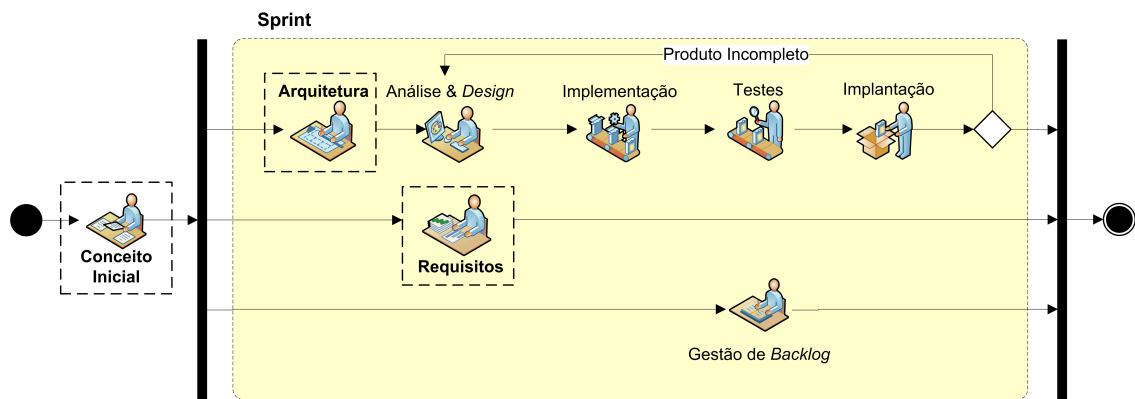 Sprint
Produto Incompleto
Arquitetura
Análise & Design
Implementação
Testes
Implantação
Conceito
Inicial
Requisitos
Gestão de Backlog